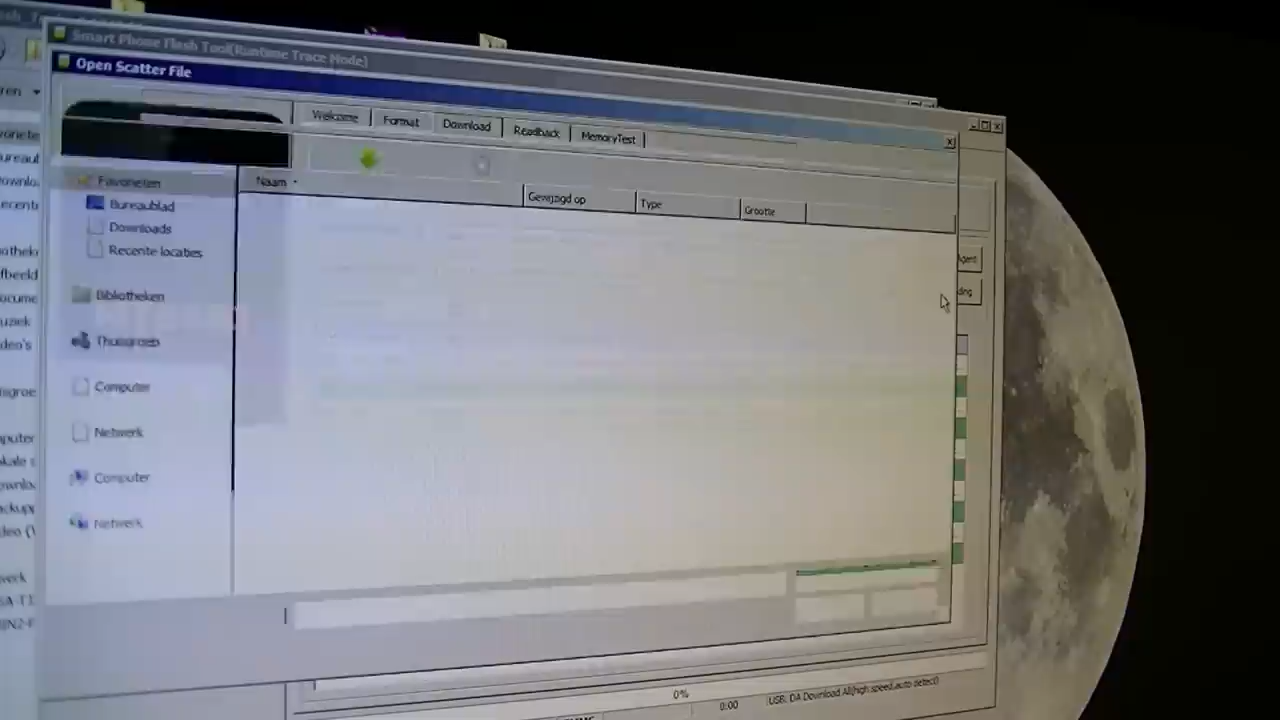 Smart Phone Flash Tool(Runtime Trace Mode)
Open Scatter File
Welcome
Format
Download
Readback
MemoryTest
Naam
Gewijzigd op
Type
Grootte
Favorieten
Bureaublad
Downloads
Recente locaties
Bibliotheken
Thuisgroep
Computer
Netwerk
Computer
Netwerk
0%
0:00
USB: DA Download All(high speed,auto detect)